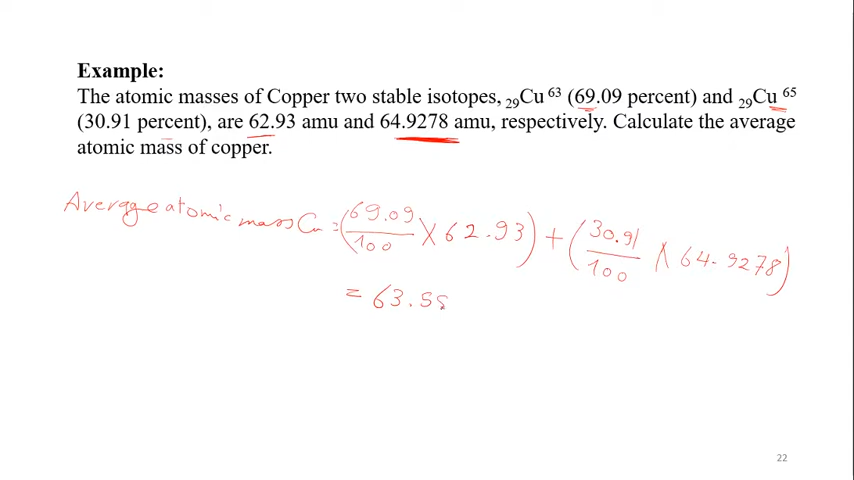 Example:
The atomic masses of Copper two stable isotopes, ₂₉Cu ⁶³ (69.09 percent) and ₂₉Cu ⁶⁵
(30.91 percent), are 62.93 amu and 64.9278 amu, respectively. Calculate the average
atomic mass of copper.
Average atomic mass Cu = (69.09/100 X 62.93) + (30.91/100 X 64.9278)
= 63.55
22